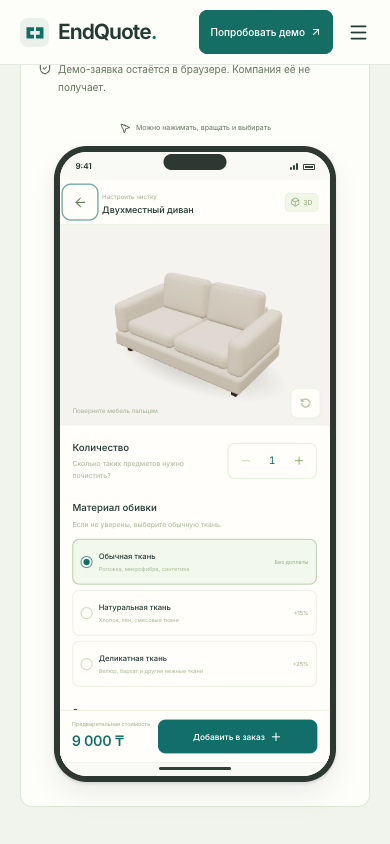 EndQuote.
Попробовать демо
Демо-заявка остаётся в браузере. Компания её не
получает.
Можно нажимать, вращать и выбирать
9:41
Настроить чистку
Двухместный диван
3D
Поверните мебель пальцем
Количество
Сколько таких предметов нужно
почистить?
1
Материал обивки
Если не уверены, выберите обычную ткань.
Обычная ткань
Без доплаты
Рогожка, микрофибра, синтетика
Натуральная ткань
+15%
Хлопок, лён, смесовые ткани
Деликатная ткань
+25%
Велюр, бархат и другие нежные ткани
Предварительная стоимость
9 000 ₸
Добавить в заказ